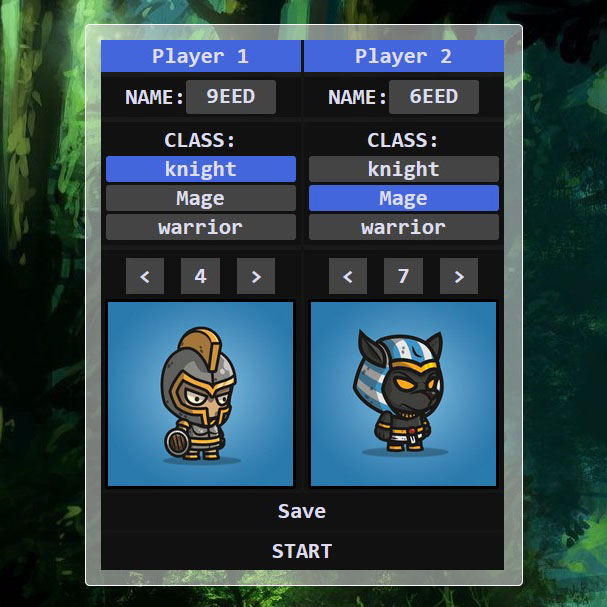 Player 1 Player 2
NAME: 9EED NAME: 6EED
CLASS: CLASS:
knight knight
Mage Mage
warrior warrior
< 4 > < 7 >
Save
START